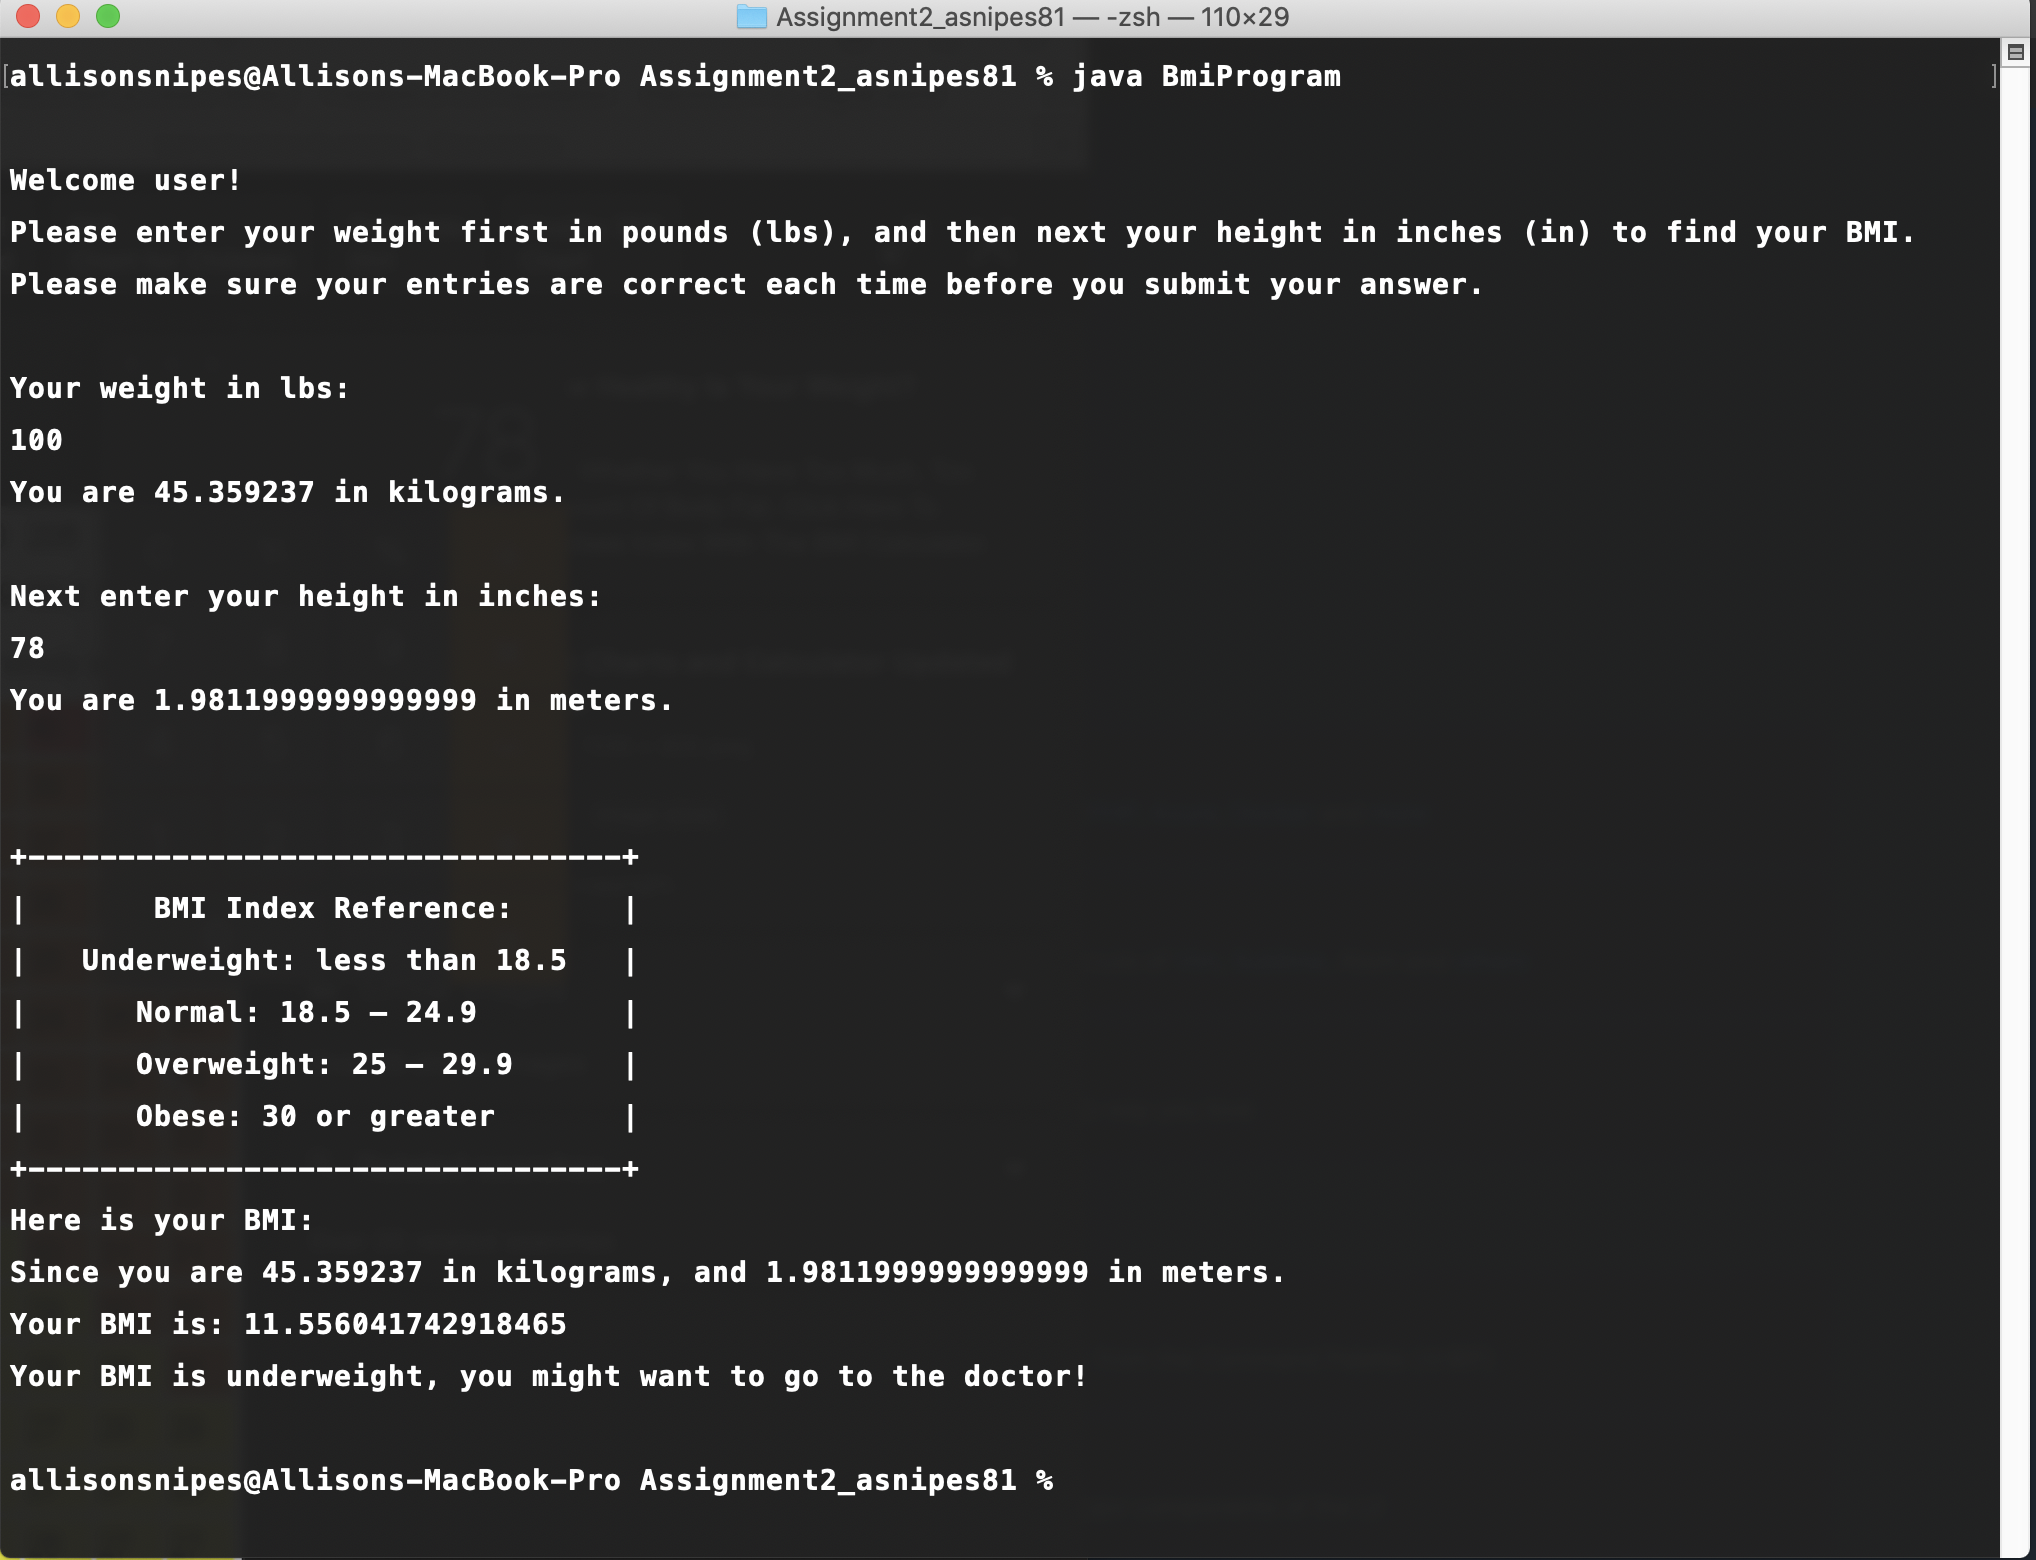 Assignment2_asnipes81 — -zsh — 110×29
[allisonsnipes@Allisons-MacBook-Pro Assignment2_asnipes81 % java BmiProgram ]
Welcome user!
Please enter your weight first in pounds (lbs), and then next your height in inches (in) to find your BMI.
Please make sure your entries are correct each time before you submit your answer.
Your weight in lbs:
100
You are 45.359237 in kilograms.
Next enter your height in inches:
78
You are 1.9811999999999999 in meters.
+---------------------------------+
|       BMI Index Reference:      |
|   Underweight: less than 18.5   |
|      Normal: 18.5 – 24.9        |
|      Overweight: 25 – 29.9      |
|      Obese: 30 or greater       |
+---------------------------------+
Here is your BMI:
Since you are 45.359237 in kilograms, and 1.9811999999999999 in meters.
Your BMI is: 11.556041742918465
Your BMI is underweight, you might want to go to the doctor!
allisonsnipes@Allisons-MacBook-Pro Assignment2_asnipes81 %